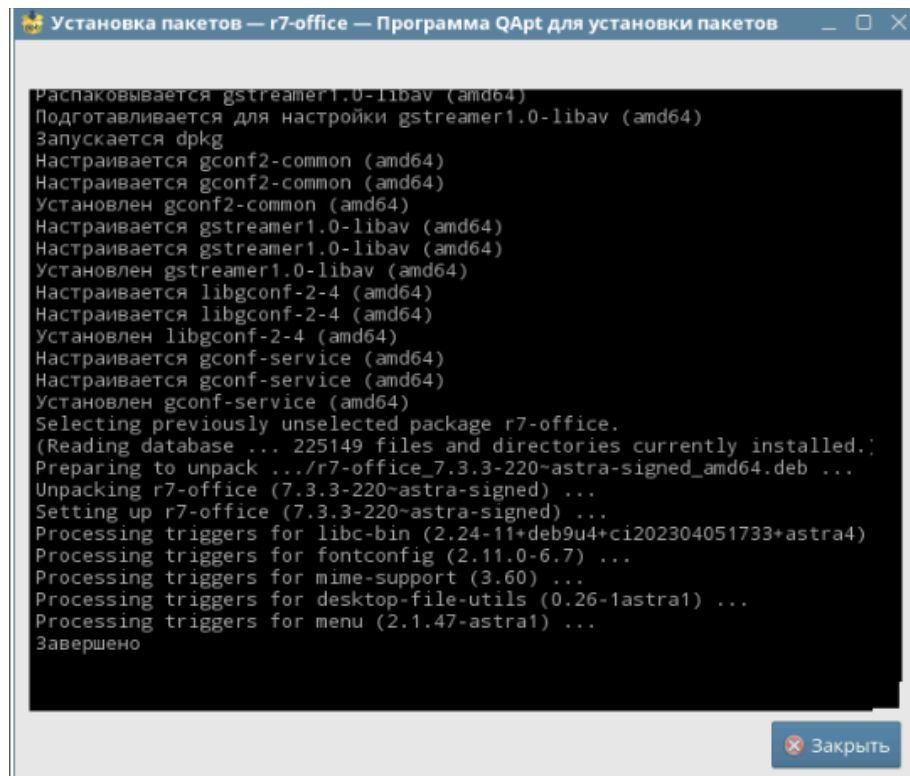 Установка пакетов — r7-office — Программа QApt для установки пакетов
Распаковывается gstreamer1.0-libav (amd64)
Подготавливается для настройки gstreamer1.0-libav (amd64)
Запускается dpkg
Настраивается gconf2-common (amd64)
Настраивается gconf2-common (amd64)
Установлен gconf2-common (amd64)
Настраивается gstreamer1.0-libav (amd64)
Настраивается gstreamer1.0-libav (amd64)
Установлен gstreamer1.0-libav (amd64)
Настраивается libgconf-2-4 (amd64)
Настраивается libgconf-2-4 (amd64)
Установлен libgconf-2-4 (amd64)
Настраивается gconf-service (amd64)
Настраивается gconf-service (amd64)
Установлен gconf-service (amd64)
Selecting previously unselected package r7-office.
(Reading database ... 225149 files and directories currently installed.)
Preparing to unpack .../r7-office_7.3.3-220~astra-signed_amd64.deb ...
Unpacking r7-office (7.3.3-220~astra-signed) ...
Setting up r7-office (7.3.3-220~astra-signed) ...
Processing triggers for libc-bin (2.24-11+deb9u4+ci202304051733+astra4)
Processing triggers for fontconfig (2.11.0-6.7) ...
Processing triggers for mime-support (3.60) ...
Processing triggers for desktop-file-utils (0.26-1astra1) ...
Processing triggers for menu (2.1.47-astra1) ...
Завершено
Закрыть